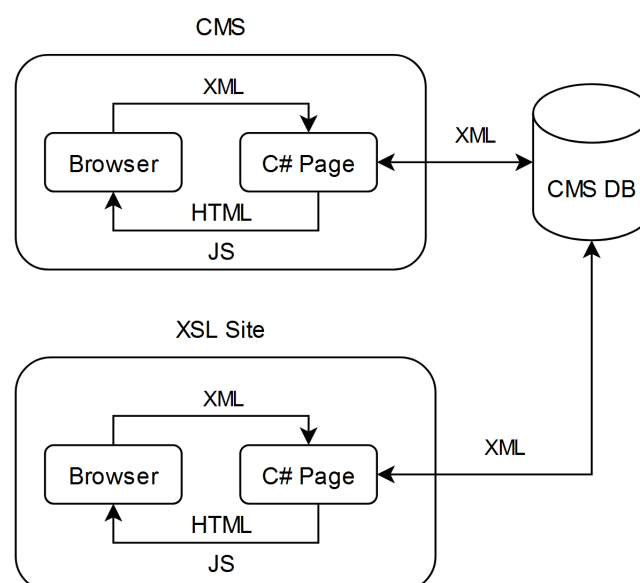 CMS
XML
Browser
C# Page
HTML
JS
XML
CMS DB
XSL Site
XML
Browser
C# Page
HTML
JS
XML